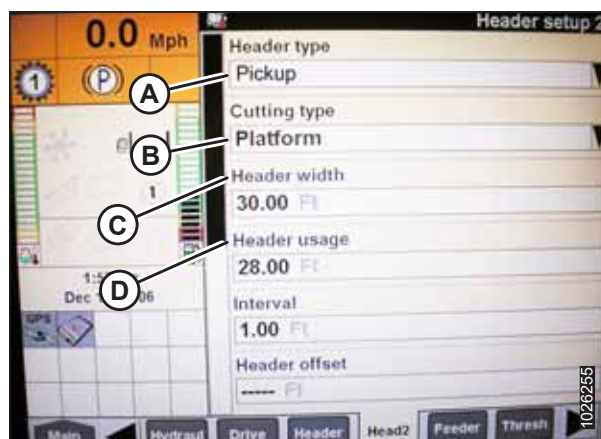 0.0 Mph
Header setup 2
1
P
Header type
A
Pickup
Cutting type
B
Platform
1
Header width
C
30.00 Ft
Header usage
D
28.00 Ft
Dec
06
Interval
GPS
1.00 Ft
Header offset
----- Ft
1026255
Main
Hydraul
Drive
Header
Head2
Feeder
Thresh